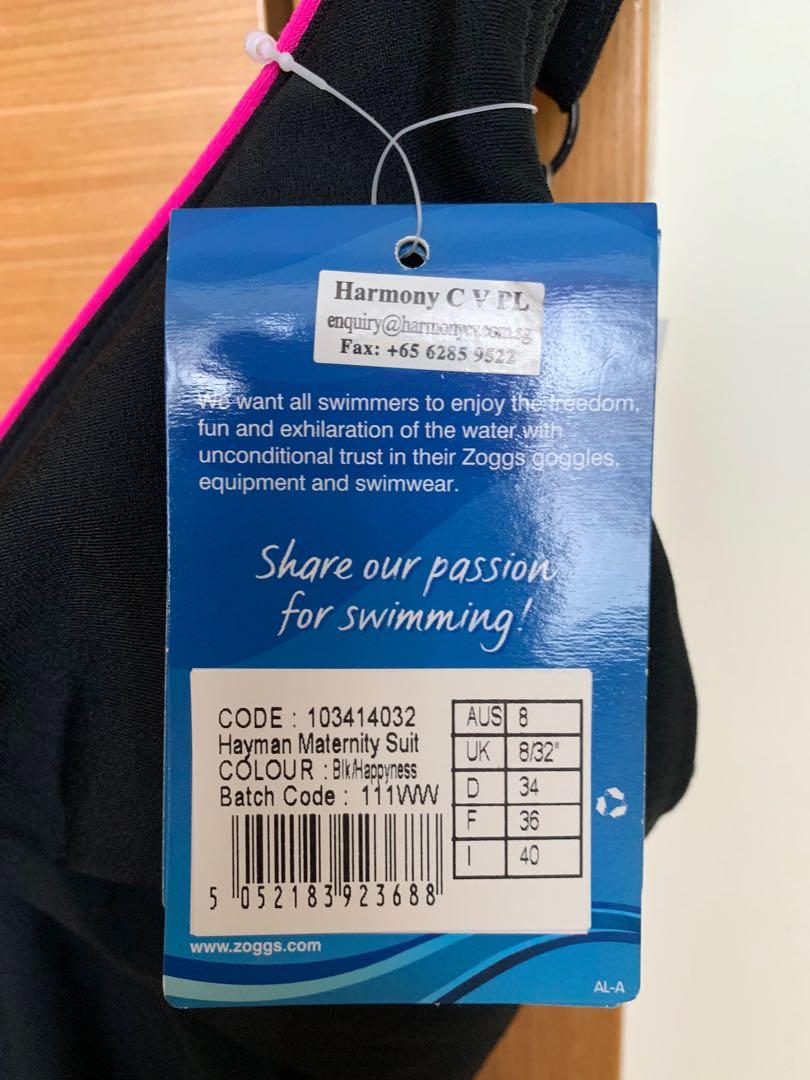 Harmony C V PL
enquiry@harmonycv.com.sg
Fax: +65 6285 9522
We want all swimmers to enjoy the freedom,
fun and exhilaration of the water with
unconditional trust in their Zoggs goggles,
equipment and swimwear.
Share our passion
for swimming!
CODE : 103414032
Hayman Maternity Suit
COLOUR : Blk/Happyness
Batch Code : 111WW
5 052183 923688
AUS 8
UK 8/32"
D 34
F 36
I 40
www.zoggs.com
AL-A